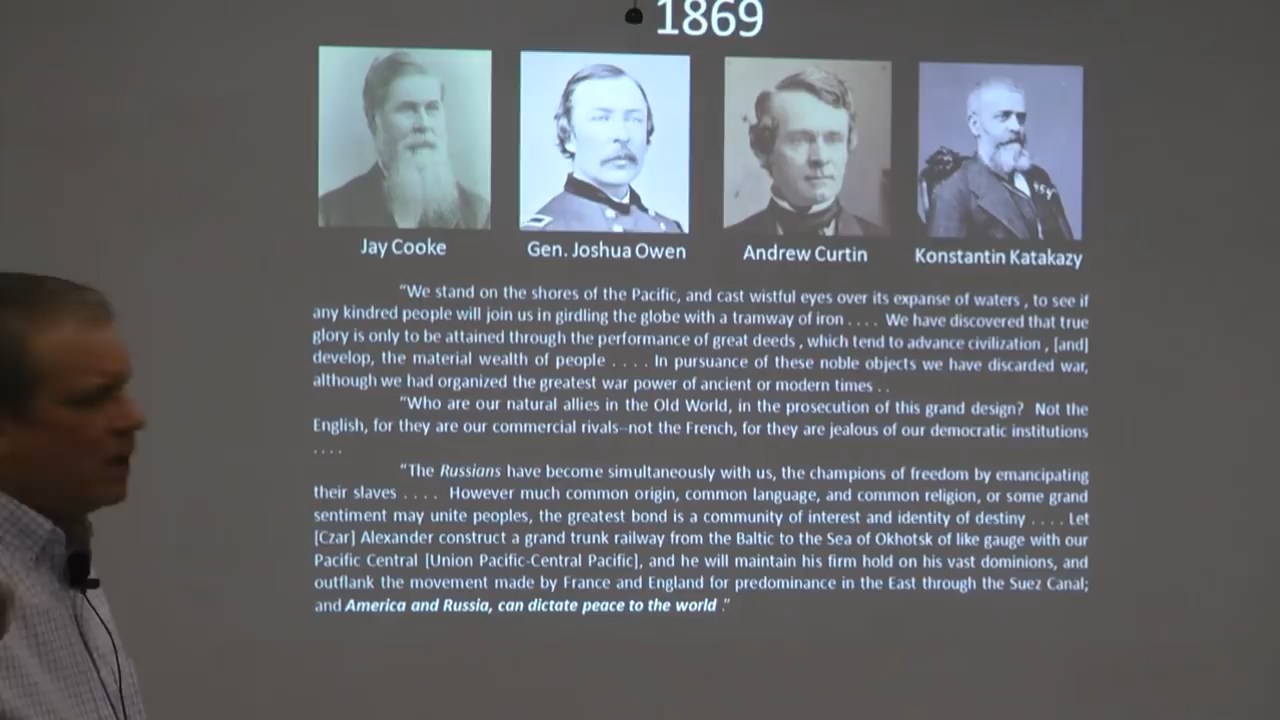 1869
Jay Cooke
Gen. Joshua Owen
Andrew Curtin
Konstantin Katakazy
"We stand on the shores of the Pacific, and cast wistful eyes over its expanse of waters , to see if
any kindred people will join us in girdling the globe with a tramway of iron . . . . We have discovered that true
glory is only to be attained through the performance of great deeds , which tend to advance civilization , [and]
develop, the material wealth of people . . . . In pursuance of these noble objects we have discarded war,
although we had organized the greatest war power of ancient or modern times . .
"Who are our natural allies in the Old World, in the prosecution of this grand design? Not the
English, for they are our commercial rivals--not the French, for they are jealous of our democratic institutions
. . . .
"The Russians have become simultaneously with us, the champions of freedom by emancipating
their slaves . . . . However much common origin, common language, and common religion, or some grand
sentiment may unite peoples, the greatest bond is a community of interest and identity of destiny . . . . Let
[Czar] Alexander construct a grand trunk railway from the Baltic to the Sea of Okhotsk of like gauge with our
Pacific Central [Union Pacific-Central Pacific], and he will maintain his firm hold on his vast dominions, and
outflank the movement made by France and England for predominance in the East through the Suez Canal;
and America and Russia, can dictate peace to the world ."